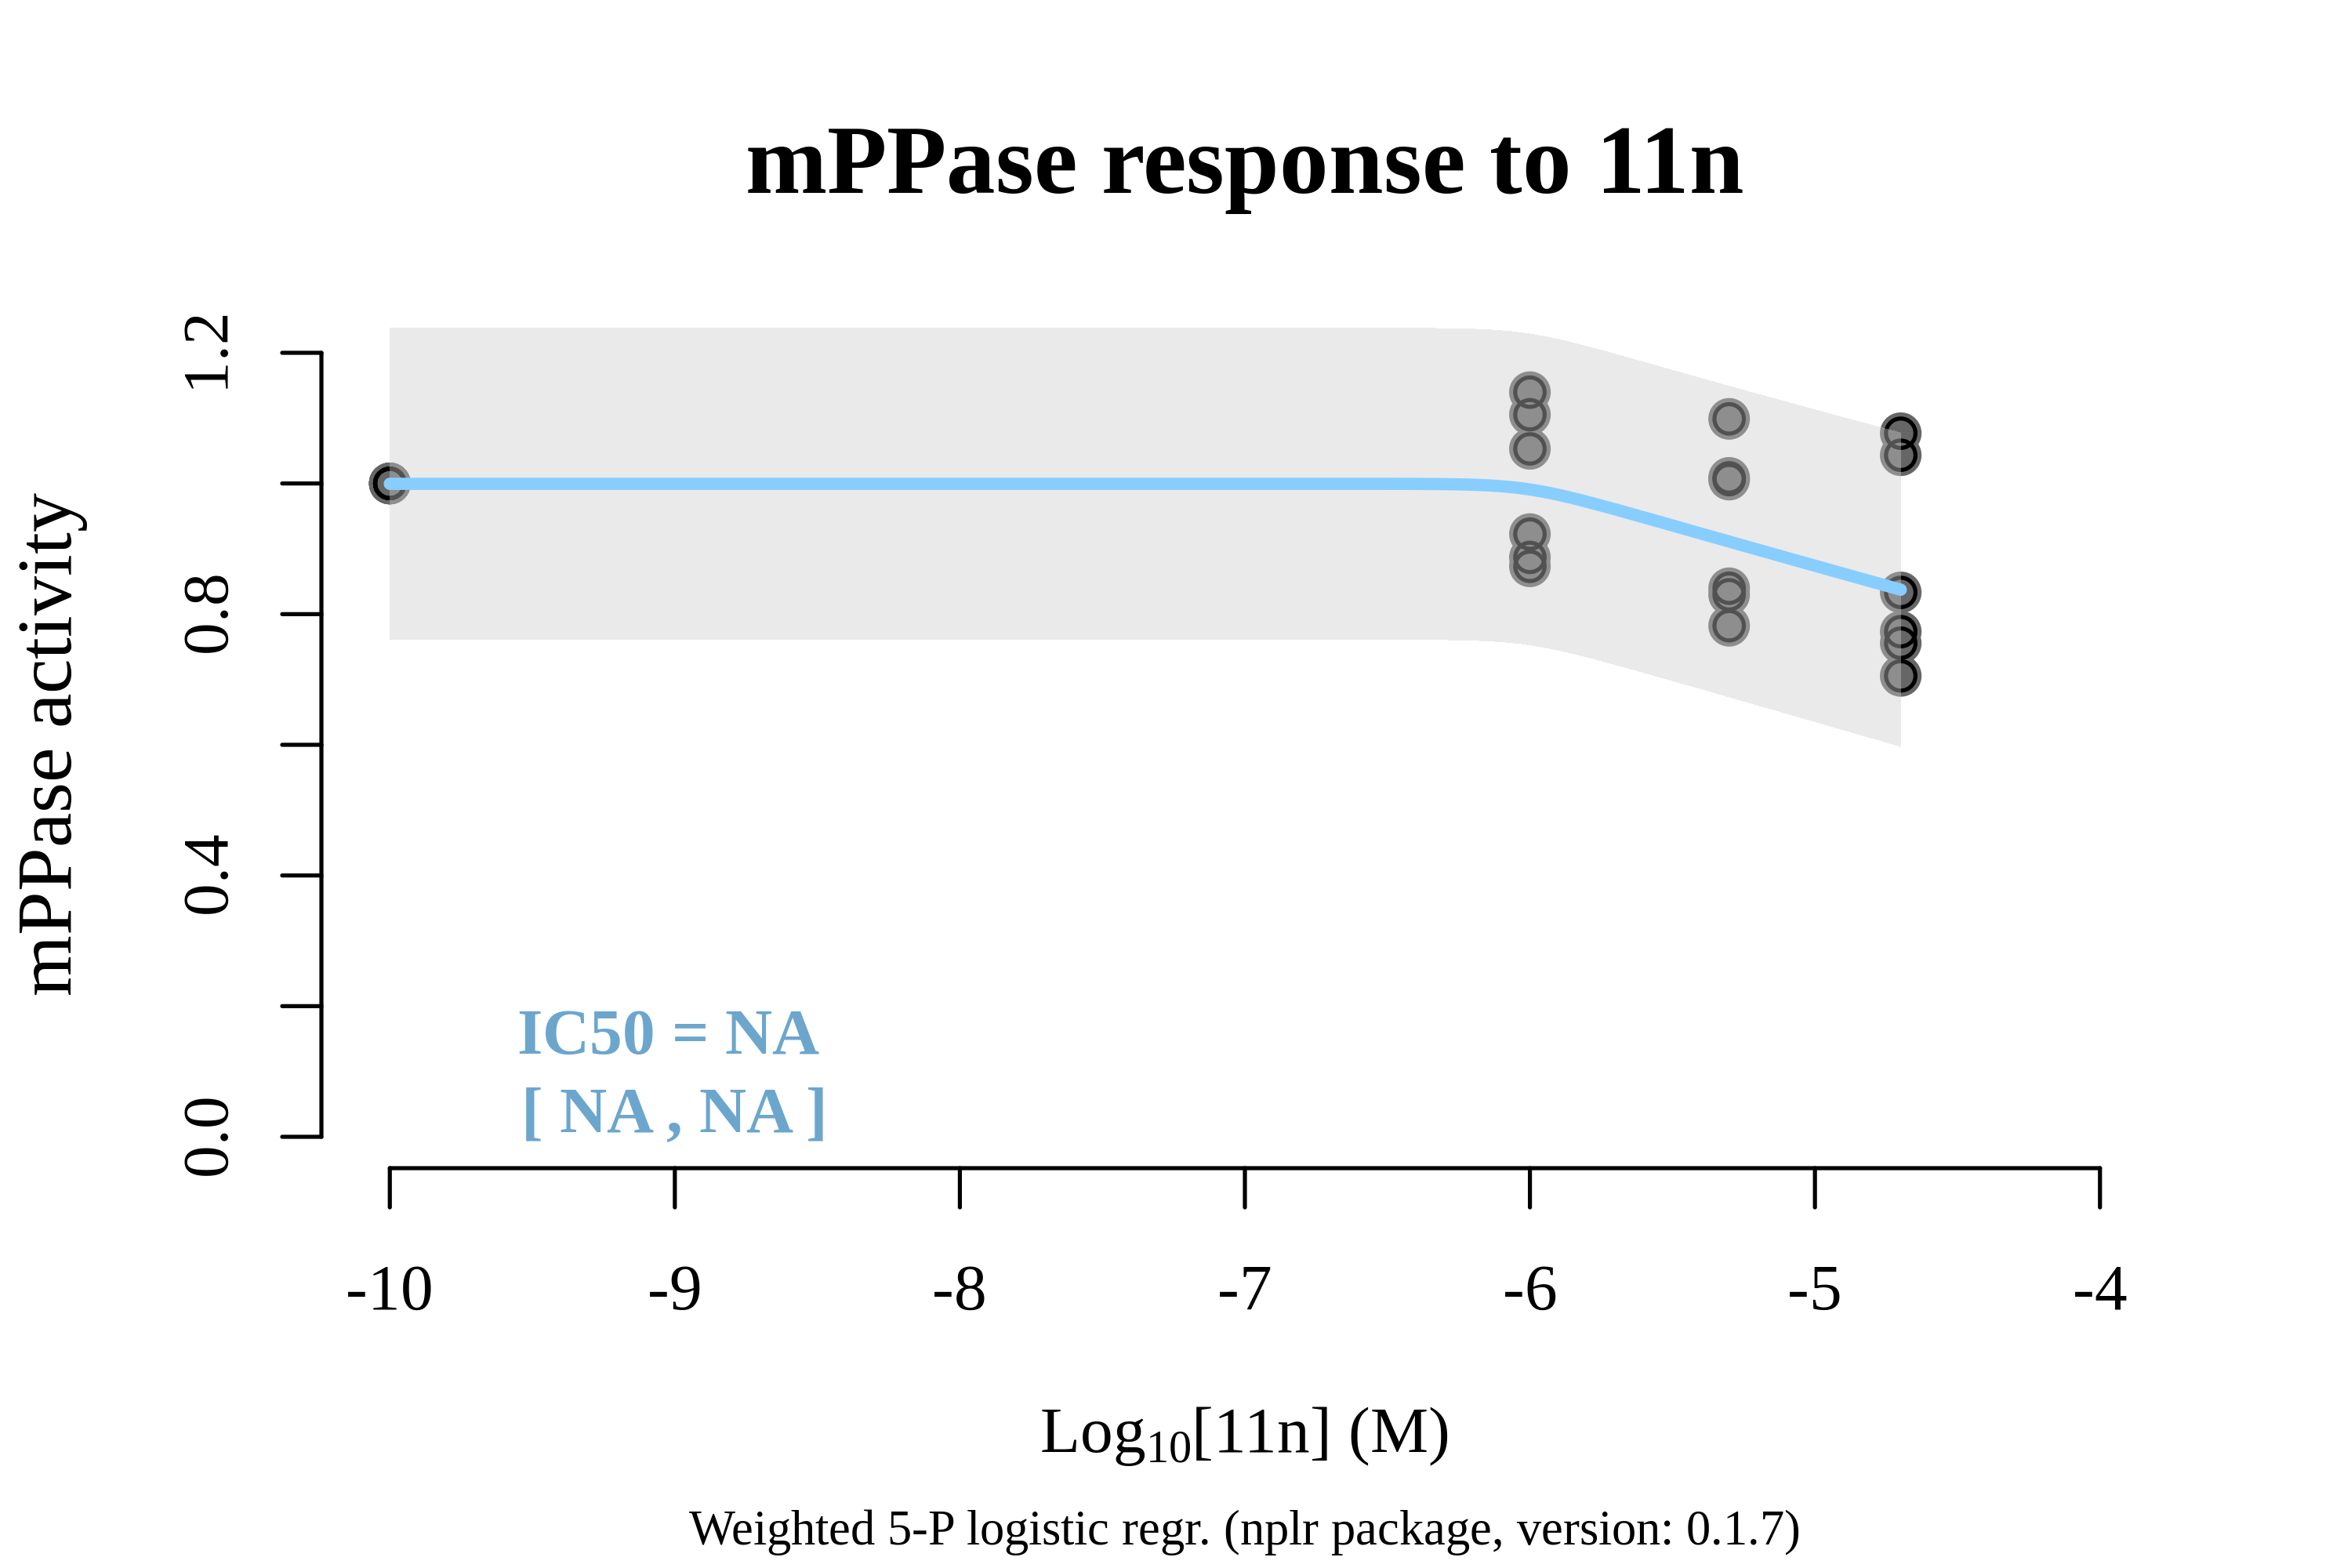 mPPase response to 11n
mPPase activity
1.2
0.8
0.4
0.0
IC50 = NA
[ NA , NA ]
-10 -9 -8 -7 -6 -5 -4
Log10[11n] (M)
Weighted 5-P logistic regr. (nplr package, version: 0.1.7)